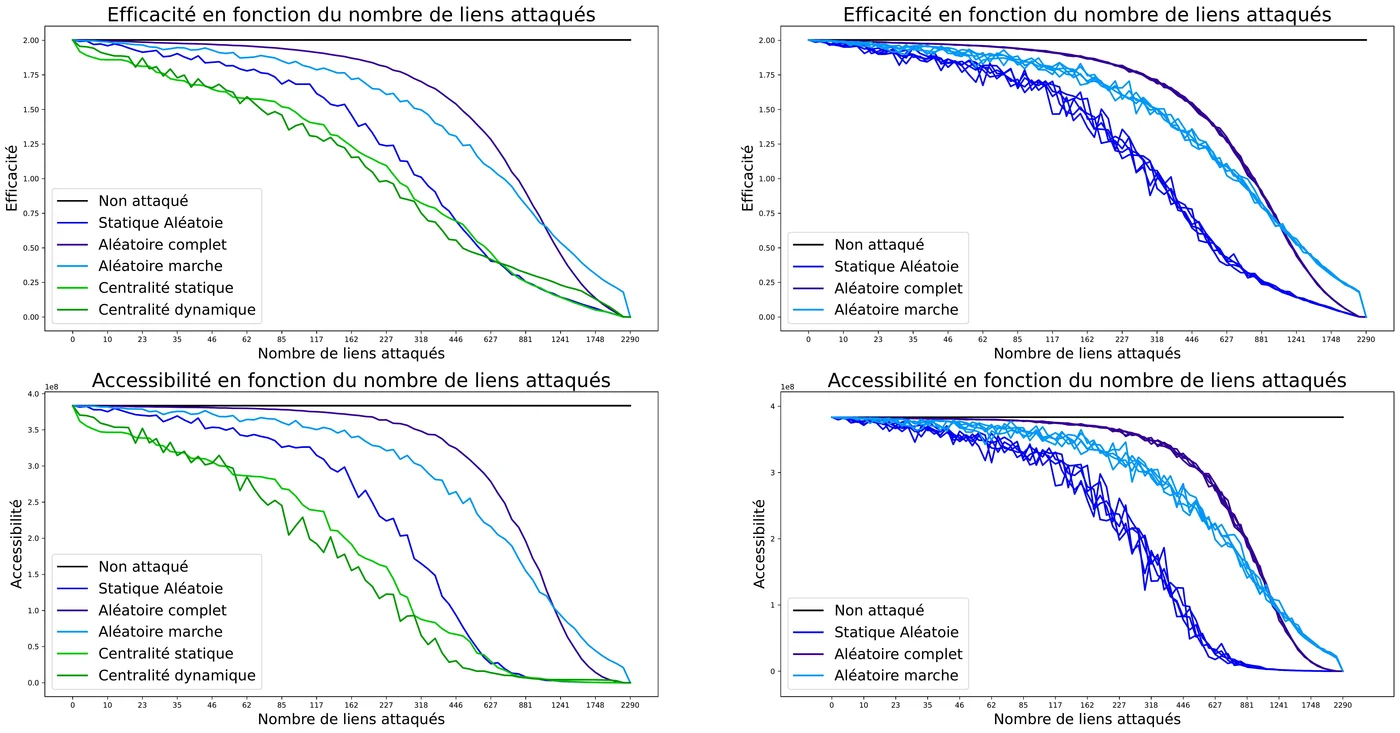 Efficacité en fonction du nombre de liens attaqués
2.00
1.75
1.50
1.25
1.00
0.75
0.50
0.25
0.00
Efficacité
Non attaqué
Statique Aléatoie
Aléatoire complet
Aléatoire marche
Centralité statique
Centralité dynamique
0 10 23 35 46 62 85 117 162 227 318 446 627 881 1241 1748 2290
Nombre de liens attaqués
Efficacité en fonction du nombre de liens attaqués
2.00
1.75
1.50
1.25
1.00
0.75
0.50
0.25
0.00
Efficacité
Non attaqué
Statique Aléatoie
Aléatoire complet
Aléatoire marche
0 10 23 35 46 62 85 117 162 227 318 446 627 881 1241 1748 2290
Nombre de liens attaqués
Accessibilité en fonction du nombre de liens attaqués
1e8
4.0
3.5
3.0
2.5
2.0
1.5
1.0
0.5
0.0
Accessibilité
Non attaqué
Statique Aléatoie
Aléatoire complet
Aléatoire marche
Centralité statique
Centralité dynamique
0 10 23 35 46 62 85 117 162 227 318 446 627 881 1241 1748 2290
Nombre de liens attaqués
Accessibilité en fonction du nombre de liens attaqués
1e8
4
3
2
1
0
Accessibilité
Non attaqué
Statique Aléatoie
Aléatoire complet
Aléatoire marche
0 10 23 35 46 62 85 117 162 227 318 446 627 881 1241 1748 2290
Nombre de liens attaqués